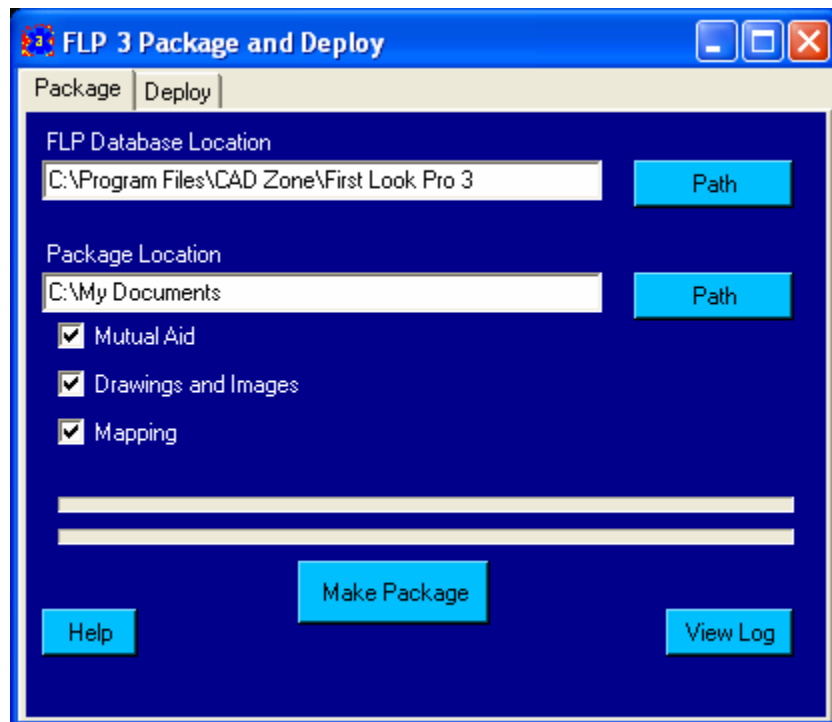 FLP 3 Package and Deploy
Package Deploy
FLP Database Location
C:\Program Files\CAD Zone\First Look Pro 3
Path
Package Location
C:\My Documents
Path
Mutual Aid
Drawings and Images
Mapping
Make Package
Help
View Log